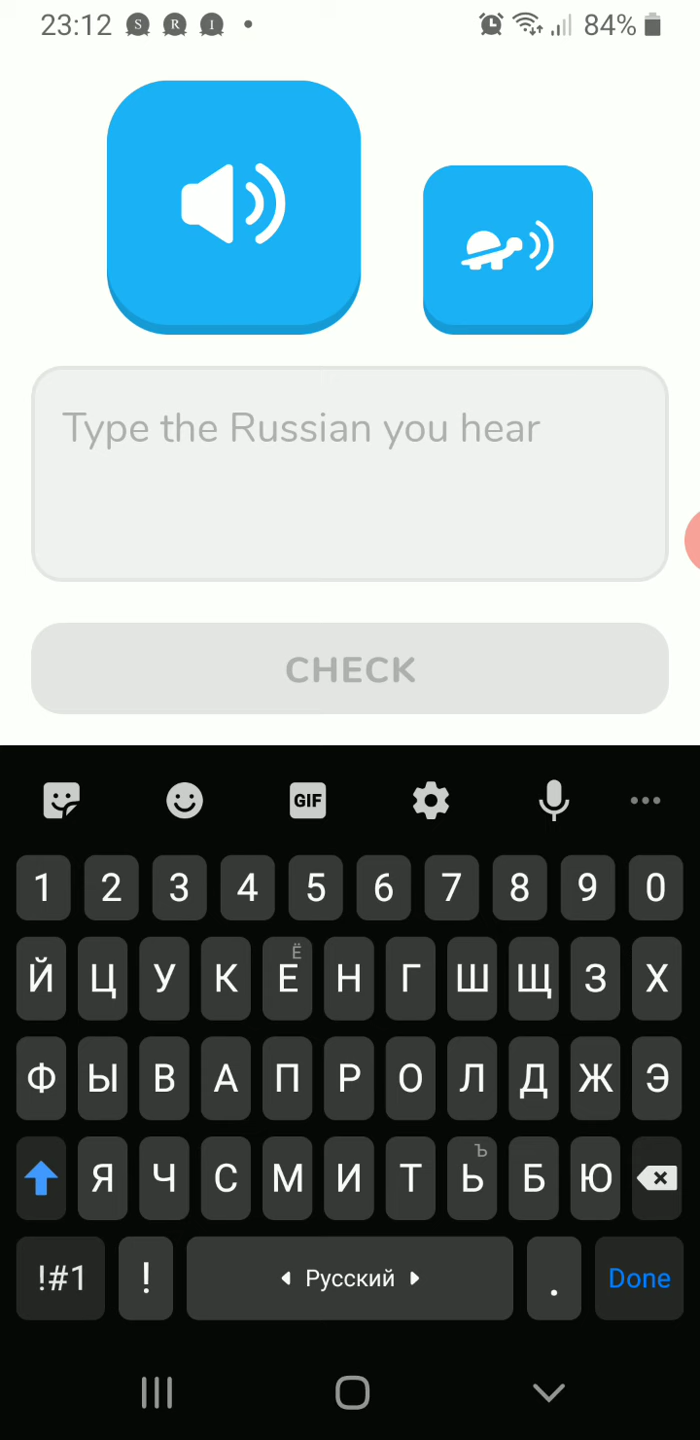 23:12 S R I 84%
Type the Russian you hear
CHECK
GIF
1 2 3 4 5 6 7 8 9 0
Ё
Й Ц У К Е Н Г Ш Щ З Х
Ф Ы В А П Р О Л Д Ж Э
Ъ
Я Ч С М И Т Ь Б Ю
!#1 ! Русский . Done